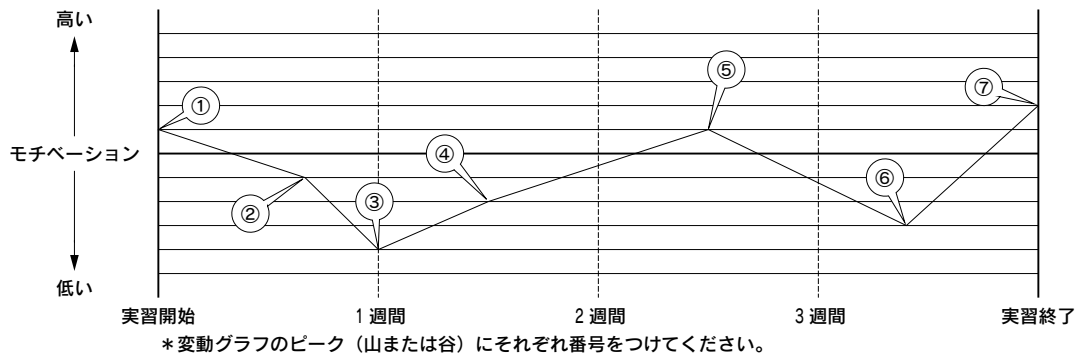 高い
①
②
③
④
⑤
⑥
⑦
モチベーション
低い
実習開始
1週間
2週間
3週間
実習終了
＊変動グラフのピーク（山または谷）にそれぞれ番号をつけてください。